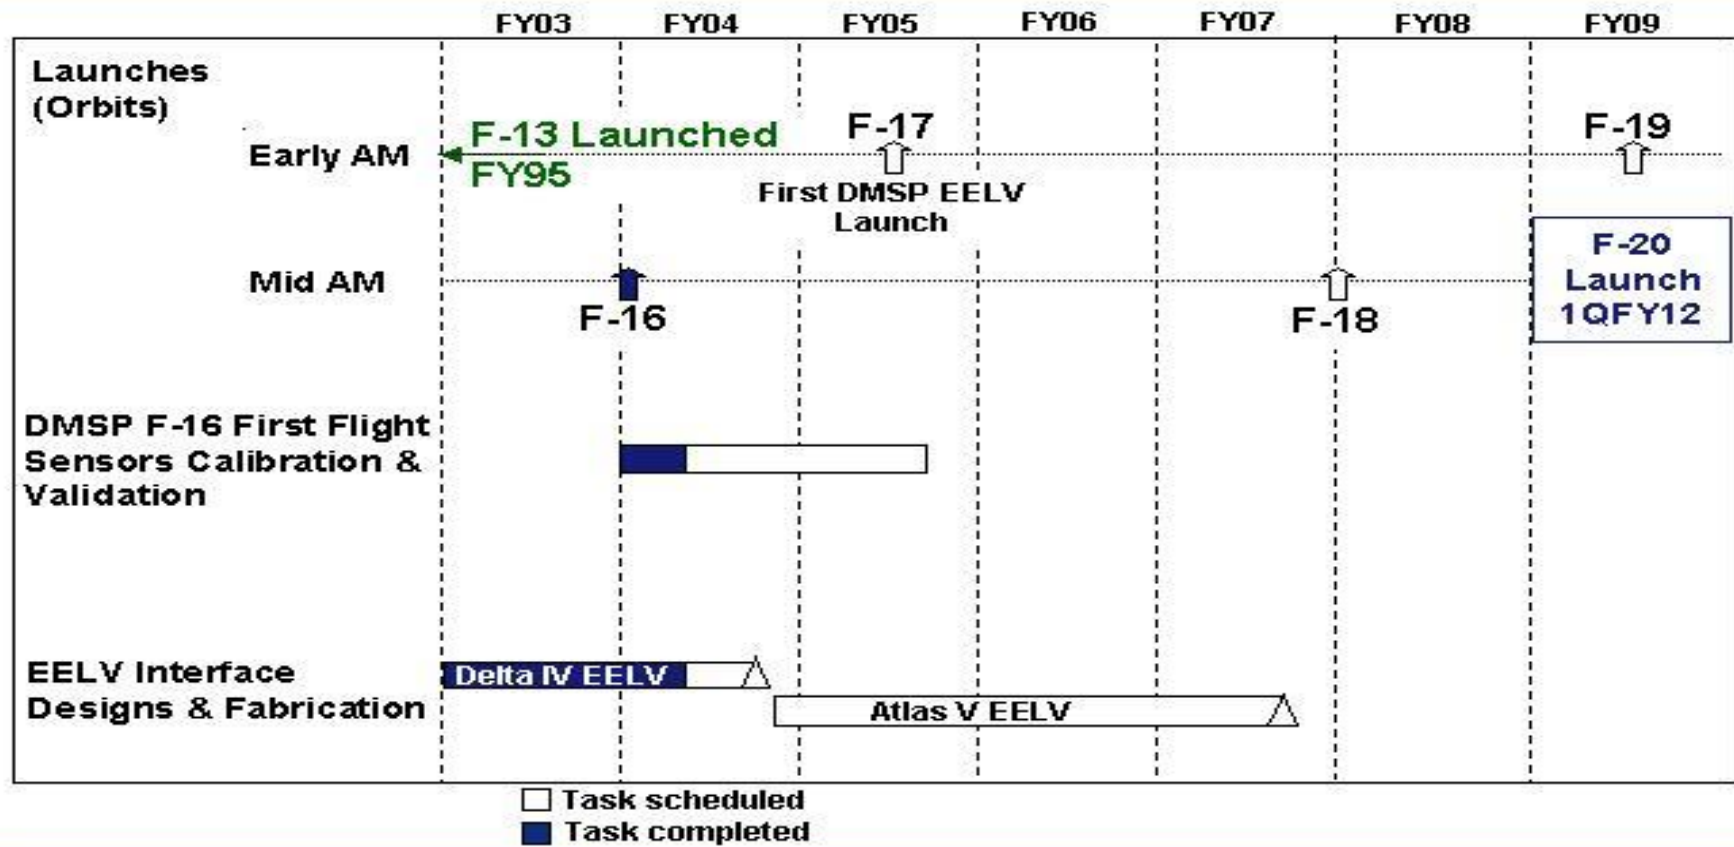 FY03 FY04 FY05 FY06 FY07 FY08 FY09
Launches
(Orbits)
Early AM
F-13 Launched
FY95
F-17
First DMSP EELV
Launch
F-19
Mid AM
F-16
F-18
F-20
Launch
1QFY12
DMSP F-16 First Flight
Sensors Calibration &
Validation
EELV Interface
Designs & Fabrication
Delta IV EELV
Atlas V EELV
Task scheduled
Task completed